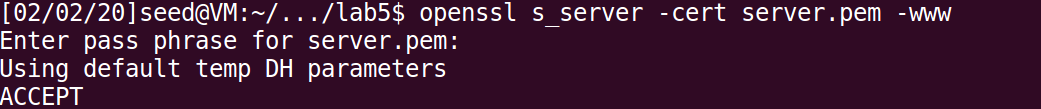 [02/02/20]seed@VM:~/.../lab5$ openssl s_server -cert server.pem -www
Enter pass phrase for server.pem:
Using default temp DH parameters
ACCEPT